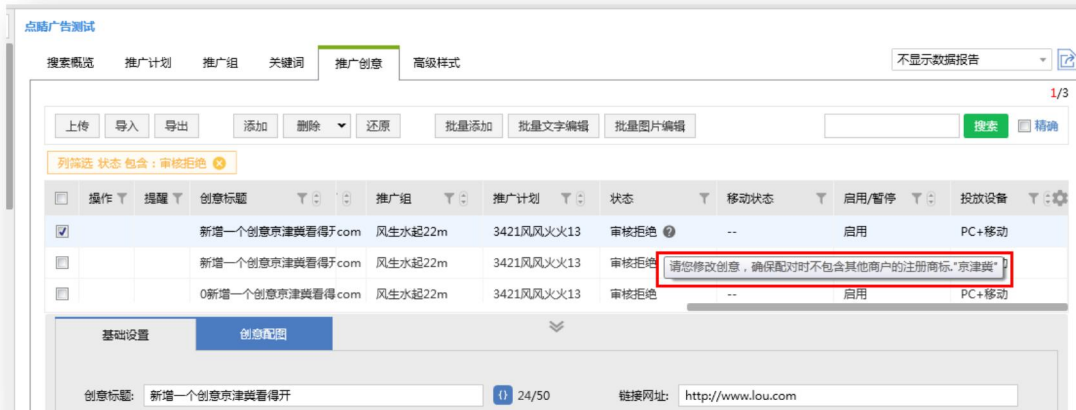 点睛广告测试
搜索概览 推广计划 推广组 关键词 推广创意 高级样式 不显示数据报告
1/3
上传 导入 导出 添加 删除 还原 批量添加 批量文字编辑 批量图片编辑 搜索 精确
列筛选 状态 包含：审核拒绝
操作 提醒 创意标题 推广组 推广计划 状态 移动状态 启用/暂停 投放设备
新增一个创意京津冀看得开com 风生水起22m 3421风风火火13 审核拒绝 -- 启用 PC+移动
新增一个创意京津冀看得开com 风生水起22m 3421风风火火13 审核拒绝
请您修改创意，确保配对时不包含其他商户的注册商标."京津冀"
0新增一个创意京津冀看得com 风生水起22m 3421风风火火13 审核拒绝 -- 启用 PC+移动
基础设置 创意配图
创意标题: 新增一个创意京津冀看得开 {} 24/50 链接网址: http://www.lou.com